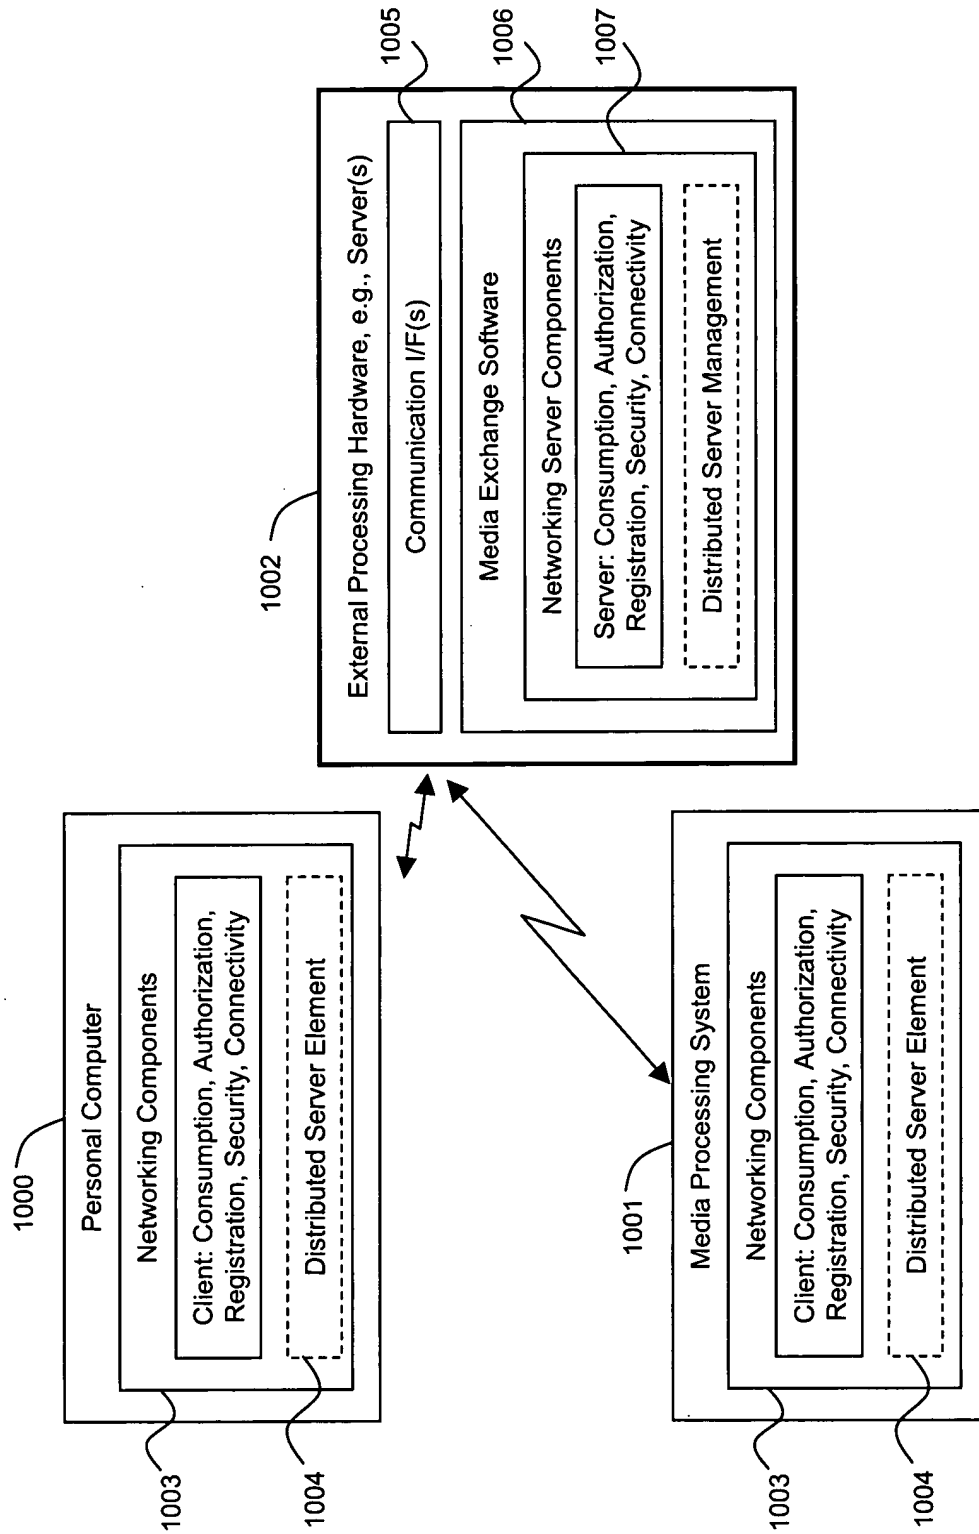 1000
Personal Computer
Networking Components
Client: Consumption, Authorization,
Registration, Security, Connectivity
Distributed Server Element
1003
1004
1001
Media Processing System
Networking Components
Client: Consumption, Authorization,
Registration, Security, Connectivity
Distributed Server Element
1003
1004
1002
External Processing Hardware, e.g., Server(s)
Communication I/F(s)
Media Exchange Software
Networking Server Components
Server: Consumption, Authorization,
Registration, Security, Connectivity
Distributed Server Management
1005
1006
1007